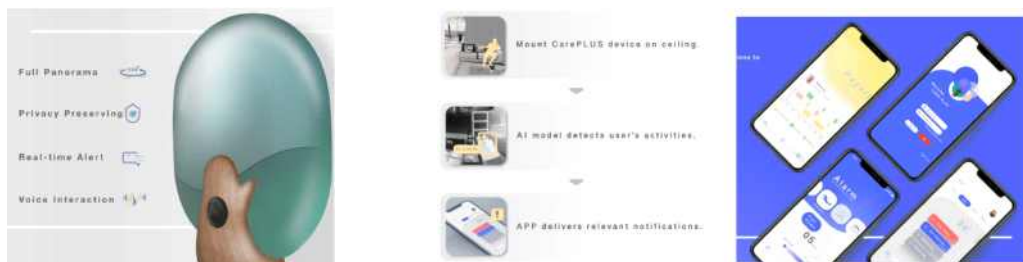 Full Panorama
Privacy Preserving
Real-time Alert
Voice Interaction
Mount CarePLUS device on ceiling.
AI model detects user's activities.
APP delivers relevant notifications.
Alarm